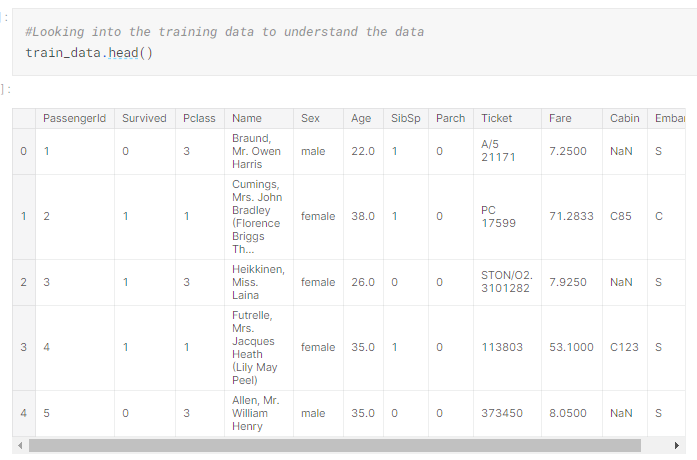 ]:
#Looking into the training data to understand the data
train_data.head()
]:
PassengerId Survived Pclass Name Sex Age SibSp Parch Ticket Fare Cabin Embar
0 1 0 3 Braund, Mr. Owen Harris male 22.0 1 0 A/5 21171 7.2500 NaN S
1 2 1 1 Cumings, Mrs. John Bradley (Florence Briggs Th... female 38.0 1 0 PC 17599 71.2833 C85 C
2 3 1 3 Heikkinen, Miss. Laina female 26.0 0 0 STON/O2. 3101282 7.9250 NaN S
3 4 1 1 Futrelle, Mrs. Jacques Heath (Lily May Peel) female 35.0 1 0 113803 53.1000 C123 S
4 5 0 3 Allen, Mr. William Henry male 35.0 0 0 373450 8.0500 NaN S